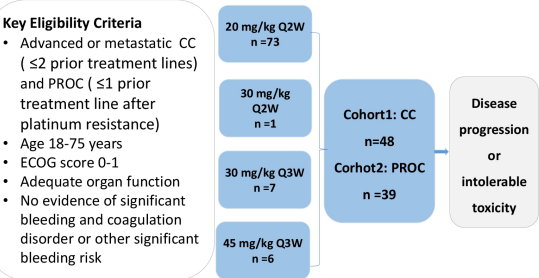 Key Eligibility Criteria
• Advanced or metastatic CC
( ≤2 prior treatment lines)
and PROC ( ≤1 prior
treatment line after
platinum resistance)
• Age 18-75 years
• ECOG score 0-1
• Adequate organ function
• No evidence of significant
bleeding and coagulation
disorder or other significant
bleeding risk
20 mg/kg Q2W
n =73
30 mg/kg
Q2W
n =1
30 mg/kg Q3W
n =7
45 mg/kg Q3W
n =6
Cohort1: CC
n=48
Corhot2: PROC
n =39
Disease
progression
or
intolerable
toxicity